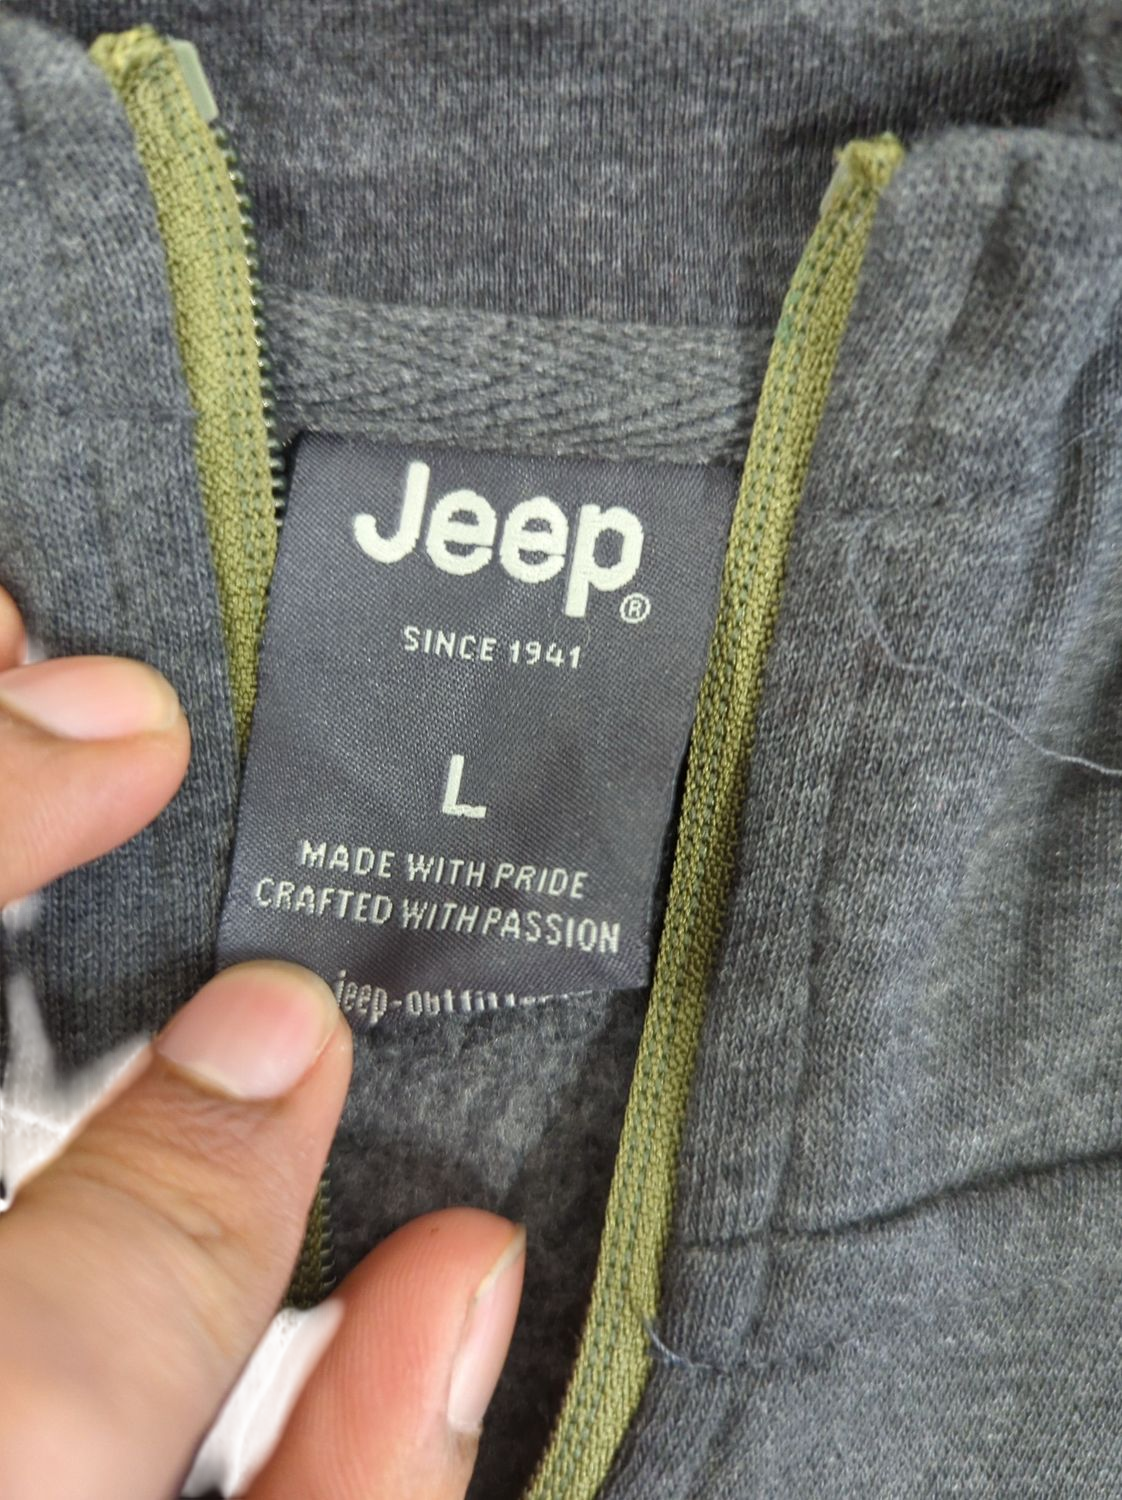 Jeep®
SINCE 1941
L
MADE WITH PRIDE
CRAFTED WITH PASSION